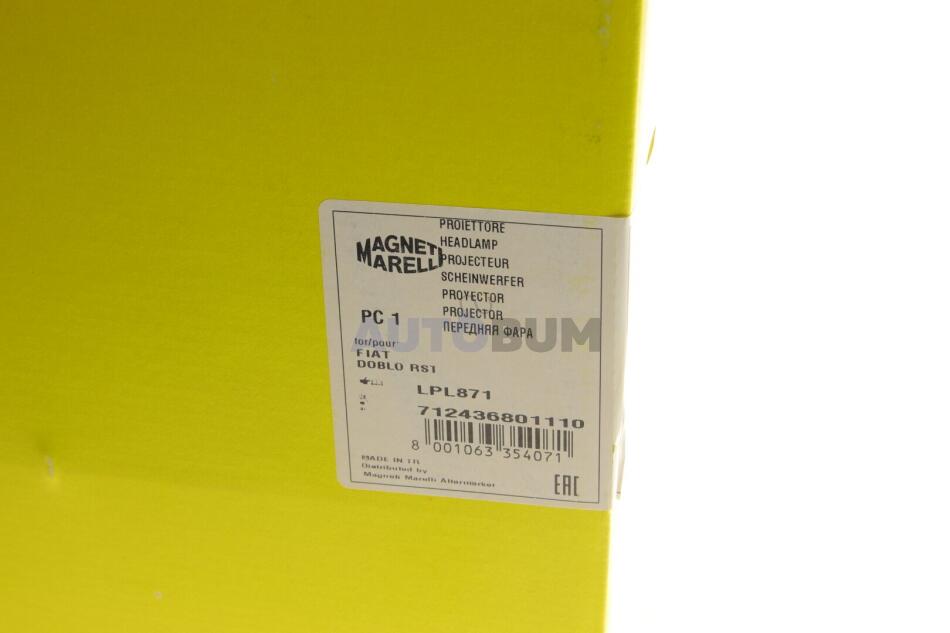 PROIETTORE
HEADLAMP
PROJECTEUR
SCHEINWERFER
PROYECTOR
PROJECTOR
ПЕРЕДНЯЯ ФАРА
MAGNETI
MARELLI
PC 1
AUTOBUM
for/pour
FIAT
DOBLO RST
LPL871
712436801110
8 001063 354071
MADE IN TR
Distributed by
Magneti Marelli Aftermarket
EAC